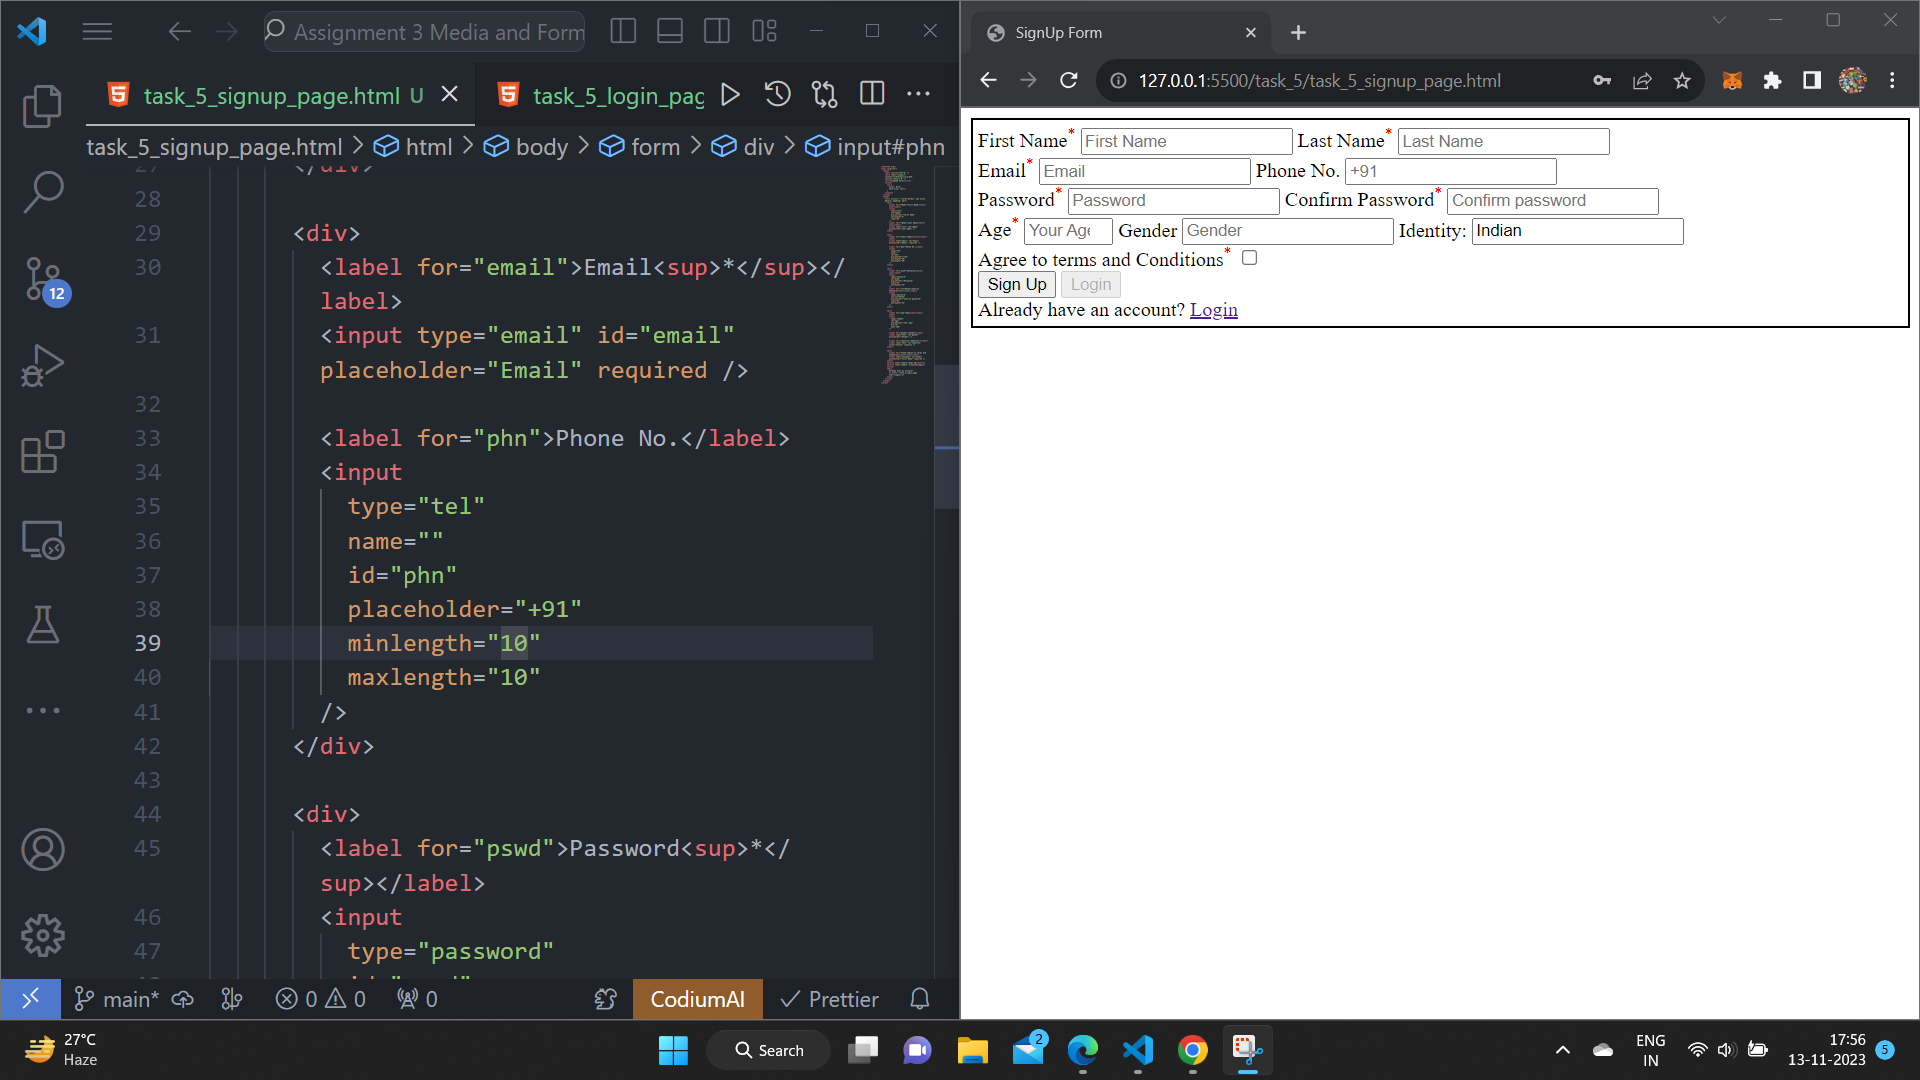 Assignment 3 Media and Form
task_5_signup_page.html U
task_5_login_pag
task_5_signup_page.html > html > body > form > div > input#phn
27 </div>
28
29 <div>
30 <label for="email">Email<sup>*</sup></
label>
31 <input type="email" id="email"
placeholder="Email" required />
32
33 <label for="phn">Phone No.</label>
34 <input
35 type="tel"
36 name=""
37 id="phn"
38 placeholder="+91"
39 minlength="10"
40 maxlength="10"
41 />
42 </div>
43
44 <div>
45 <label for="pswd">Password<sup>*</
sup></label>
46 <input
47 type="password"
12
main* 0 0 0 CodiumAI Prettier
SignUp Form
127.0.0.1:5500/task_5/task_5_signup_page.html
First Name* First Name Last Name* Last Name
Email* Email Phone No. +91
Password* Password Confirm Password* Confirm password
Age* Your Age Gender Gender Identity: Indian
Agree to terms and Conditions*
Sign Up Login
Already have an account? Login
27°C
Haze
Search
2
ENG
IN
17:56
13-11-2023
5